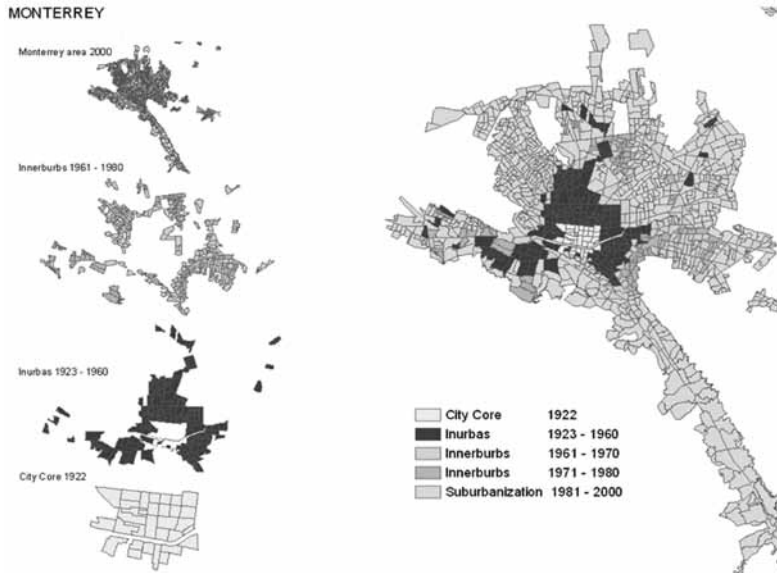 MONTERREY
Monterrey area 2000
Innerburbs 1961 - 1980
Inurbas 1923 - 1960
City Core 1922
City Core 1922
Inurbas 1923 - 1960
Innerburbs 1961 - 1970
Innerburbs 1971 - 1980
Suburbanization 1981 - 2000